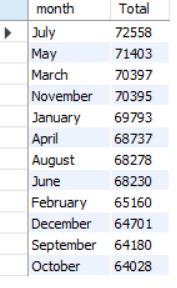 month Total
July 72558
May 71403
March 70397
November 70395
January 69793
April 68737
August 68278
June 68230
February 65160
December 64701
September 64180
October 64028